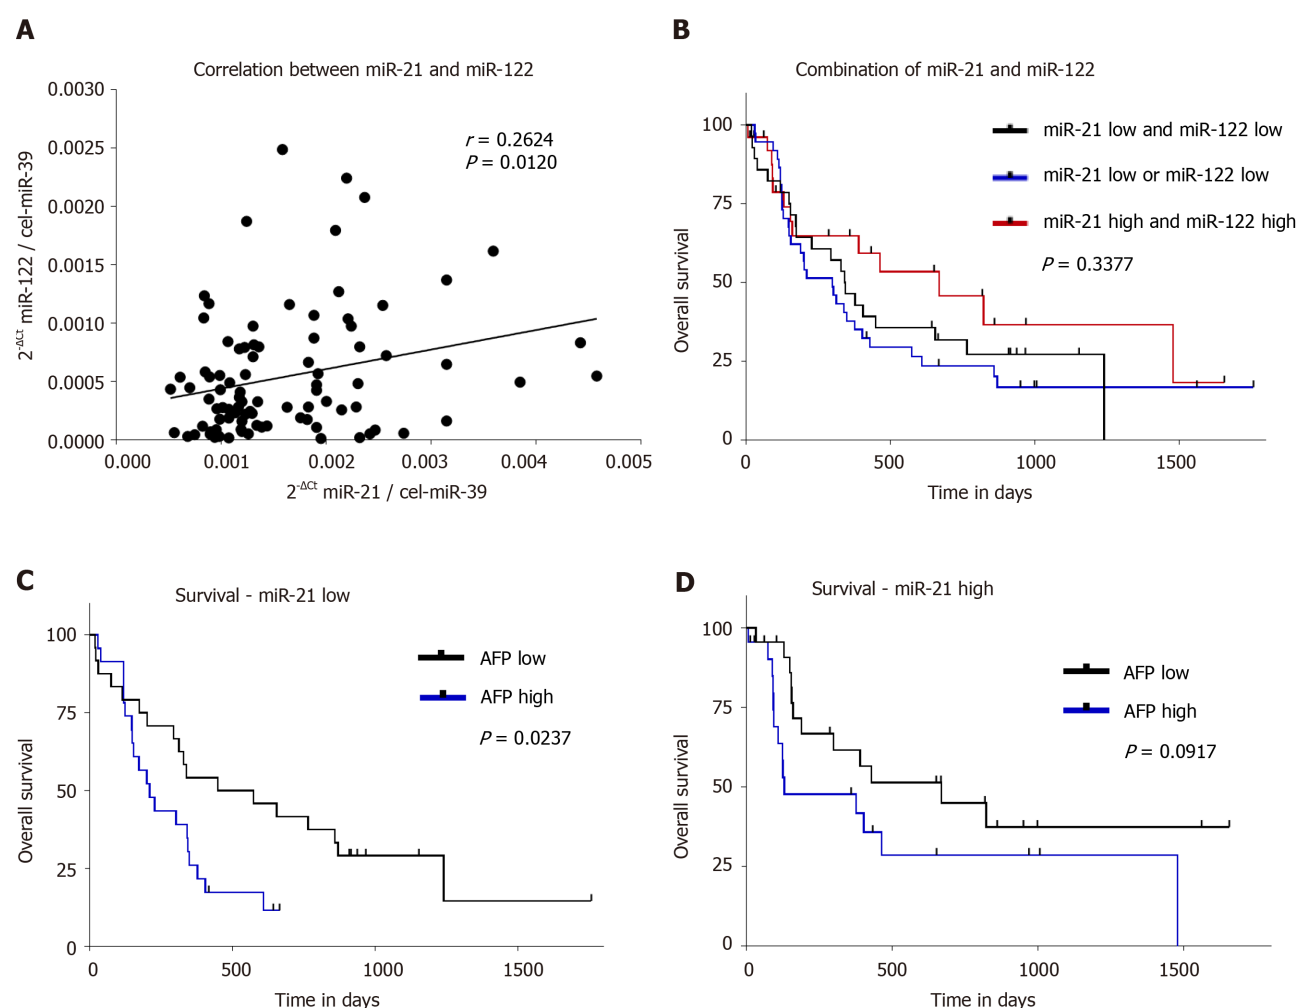 A
Correlation between miR-21 and miR-122
0.0030
0.0025
0.0020
0.0015
0.0010
0.0005
0.0000
2-ΔCt miR-122 / cel-miR-39
r = 0.2624
P = 0.0120
0.000 0.001 0.002 0.003 0.004 0.005
2-ΔCt miR-21 / cel-miR-39
B
Combination of miR-21 and miR-122
100
75
50
25
0
Overall survival
miR-21 low and miR-122 low
miR-21 low or miR-122 low
miR-21 high and miR-122 high
P = 0.3377
0 500 1000 1500
Time in days
C
Survival - miR-21 low
100
75
50
25
0
Overall survival
AFP low
AFP high
P = 0.0237
0 500 1000 1500
Time in days
D
Survival - miR-21 high
100
75
50
25
0
Overall survival
AFP low
AFP high
P = 0.0917
0 500 1000 1500
Time in days